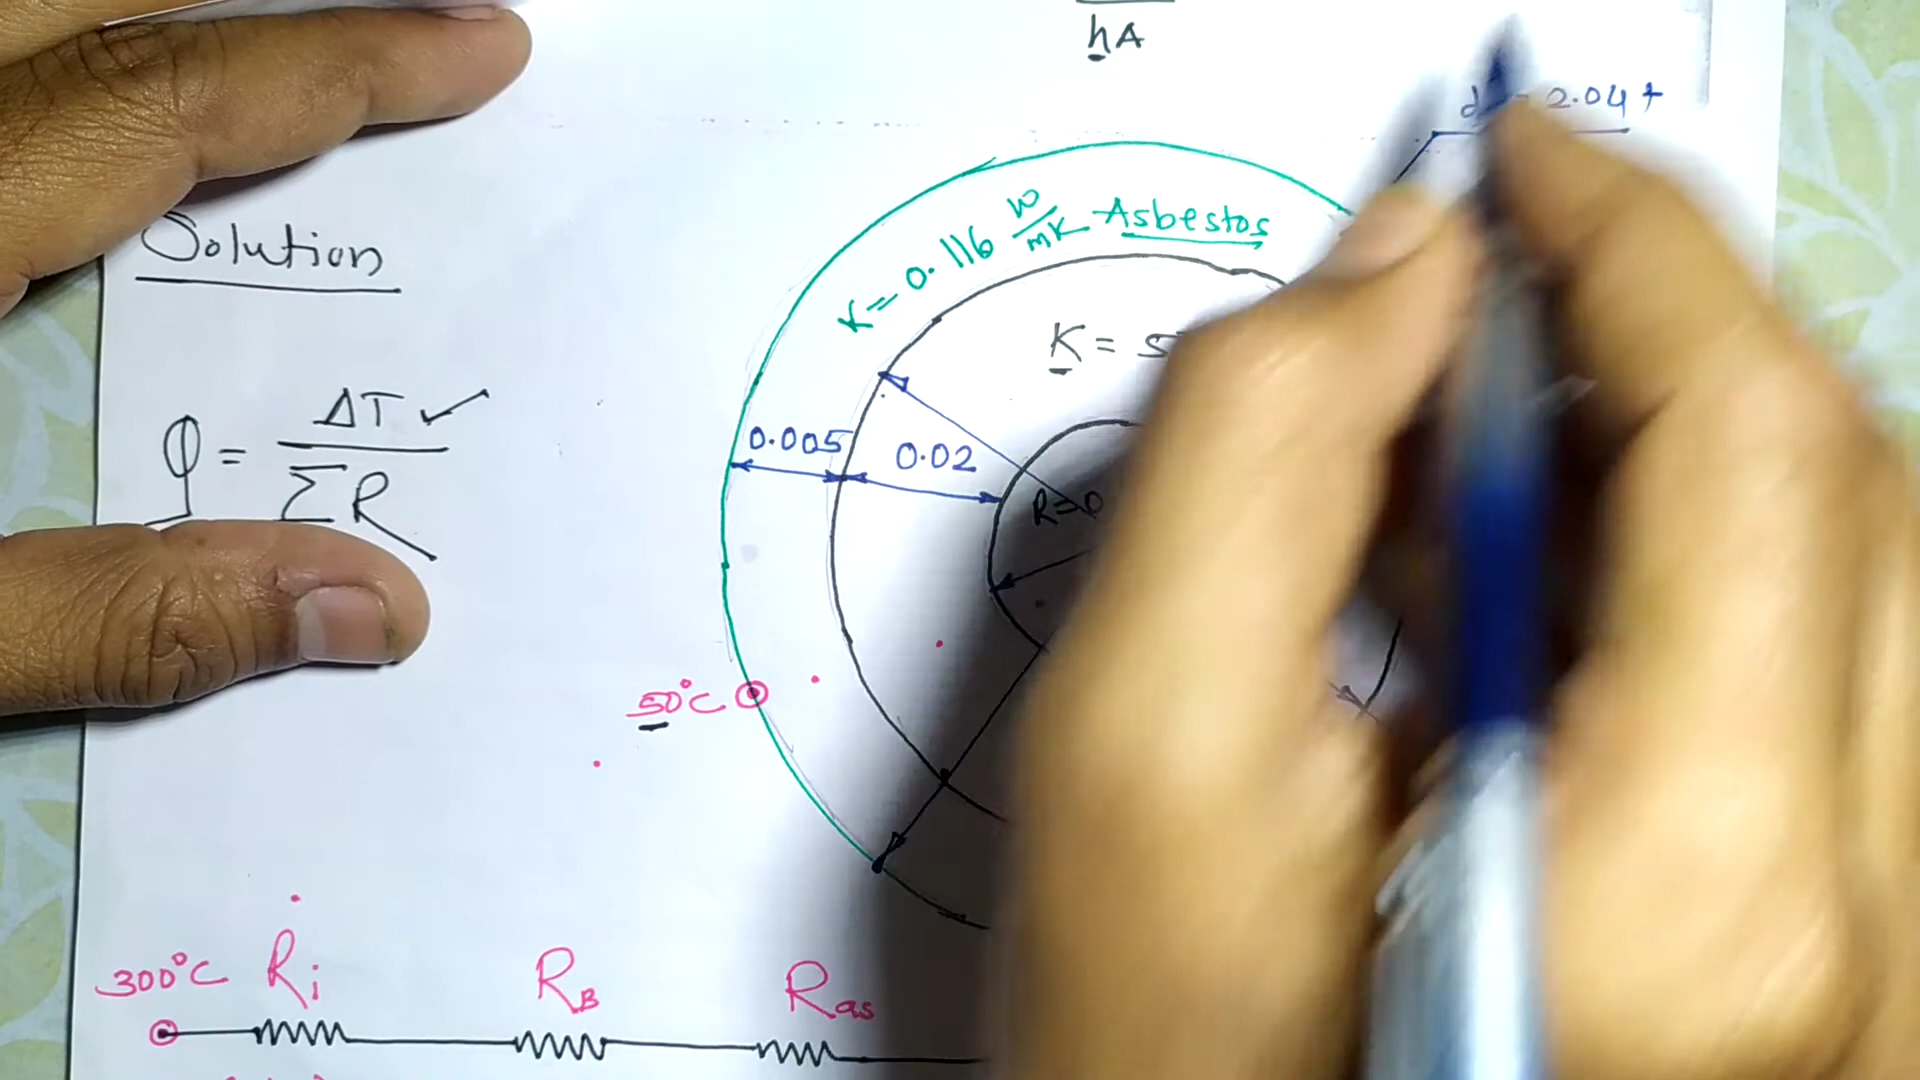 hA
2.04 +
K = 0.116 W/mK Asbestos
Solution
K = 5
Q = ΔT ✓ / ΣR
0.005
0.02
R=0
50°C
300°C Ri RB Ras